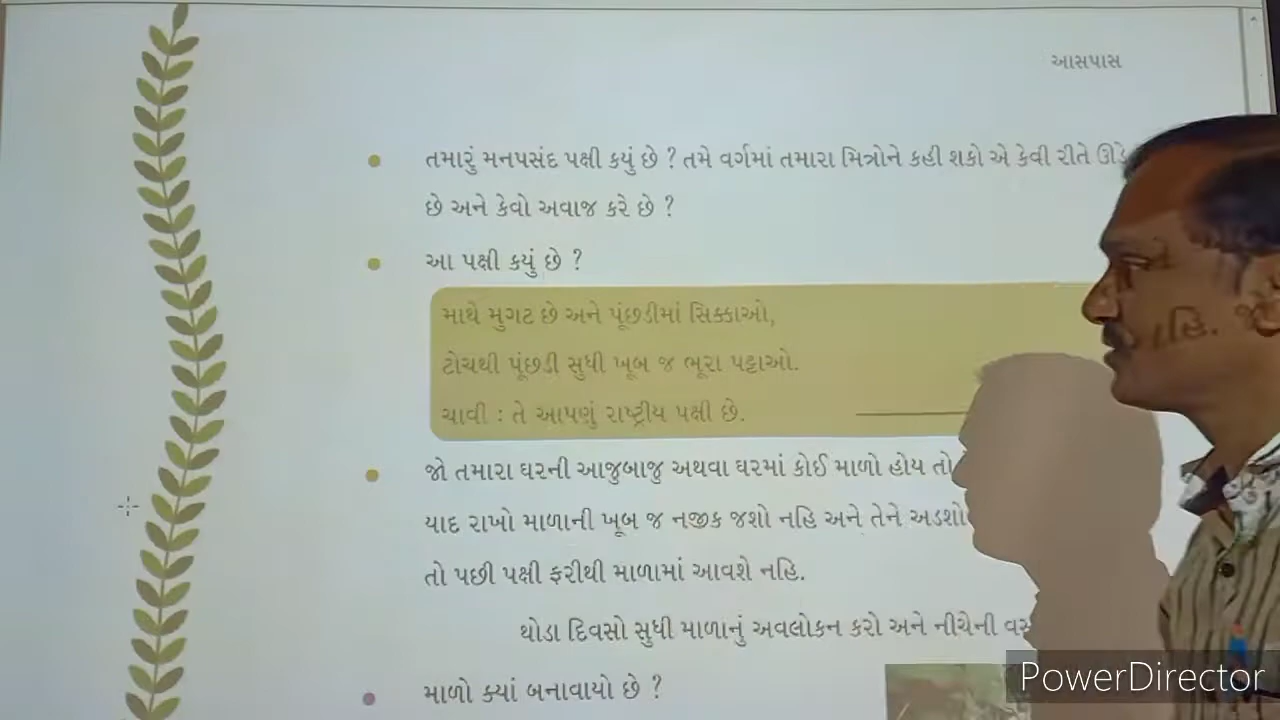 આસપાસ
તમારું મનપસંદ પક્ષી કયું છે ? તમે વર્ગમાં તમારા મિત્રોને કહી શકો એ કેવી રીતે ઊડે
છે અને કેવો અવાજ કરે છે ?
આ પક્ષી કયું છે ?
માથે મુગટ છે અને પૂંછડીમાં સિક્કાઓ,
ટોચથી પૂંછડી સુધી ખૂબ જ ભૂરા પટ્ટાઓ.
ચાવી : તે આપણું રાષ્ટ્રીય પક્ષી છે.
જો તમારા ઘરની આજુબાજુ અથવા ઘરમાં કોઈ માળો હોય તો
યાદ રાખો માળાની ખૂબ જ નજીક જશો નહિ અને તેને અડશો
હિ. જ
તો પછી પક્ષી ફરીથી માળામાં આવશે નહિ.
થોડા દિવસો સુધી માળાનું અવલોકન કરો અને નીચેની
માળો ક્યાં બનાવાયો છે ?
PowerDirector